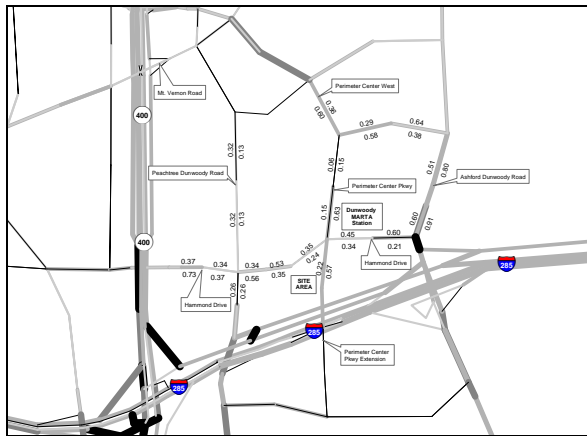 Perimeter Center West
Mt. Vernon Road
0.36
0.60
400
0.29
0.64
0.58
0.38
0.32
0.13
0.06
0.15
0.51
0.80
Peachtree Dunwoody Road
Perimeter Center Pkwy
Ashford Dunwoody Road
0.32
0.13
0.15
0.63
Dunwoody
MARTA
Station
0.60
0.91
400
0.45
0.60
0.34
0.21
0.35
0.24
0.37
0.34
0.34
0.53
0.73
0.37
0.56
0.35
0.22
0.57
Hammond Drive
285
0.26
0.26
SITE
AREA
Hammond Drive
285
Perimeter Center
Pkwy Extension
285